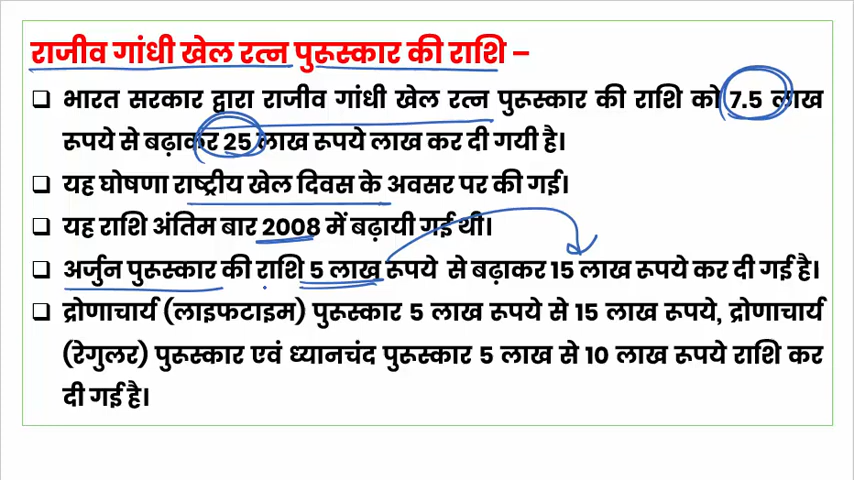 राजीव गांधी खेल रत्न पुरूस्कार की राशि –
❑ भारत सरकार द्वारा राजीव गांधी खेल रत्न पुरूस्कार की राशि को 7.5 लाख
रूपये से बढ़ाकर 25 लाख रूपये लाख कर दी गयी है।
❑ यह घोषणा राष्ट्रीय खेल दिवस के अवसर पर की गई।
❑ यह राशि अंतिम बार 2008 में बढ़ायी गई थी।
❑ अर्जुन पुरूस्कार की राशि 5 लाख रूपये से बढ़ाकर 15 लाख रूपये कर दी गई है।
❑ द्रोणाचार्य (लाइफटाइम) पुरूस्कार 5 लाख रूपये से 15 लाख रूपये, द्रोणाचार्य
(रेगुलर) पुरूस्कार एवं ध्यानचंद पुरूस्कार 5 लाख से 10 लाख रूपये राशि कर
दी गई है।